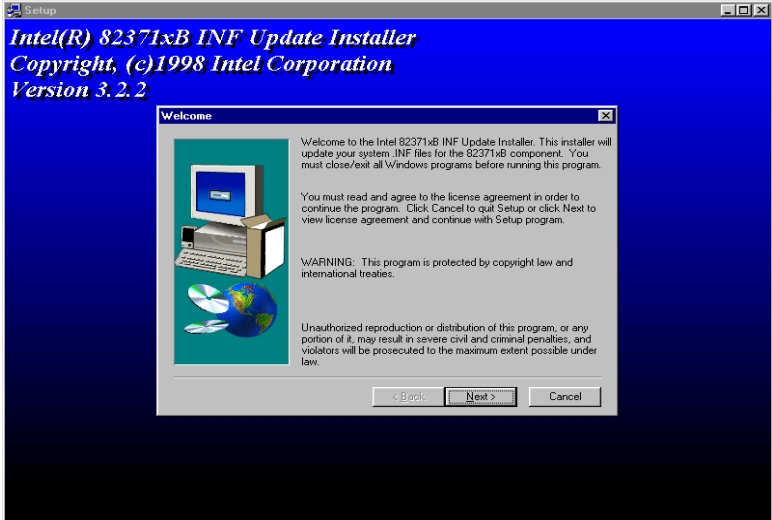 Setup
Intel(R) 82371xB INF Update Installer
Copyright, (c)1998 Intel Corporation
Version 3.2.2
Welcome
Welcome to the Intel 82371xB INF Update Installer. This installer will
update your system .INF files for the 82371xB component. You
must close/exit all Windows programs before running this program.
You must read and agree to the license agreement in order to
continue the program. Click Cancel to quit Setup or click Next to
view license agreement and continue with Setup program.
WARNING: This program is protected by copyright law and
international treaties.
Unauthorized reproduction or distribution of this program, or any
portion of it, may result in severe civil and criminal penalties, and
violators will be prosecuted to the maximum extent possible under
law.
< Back
Next >
Cancel